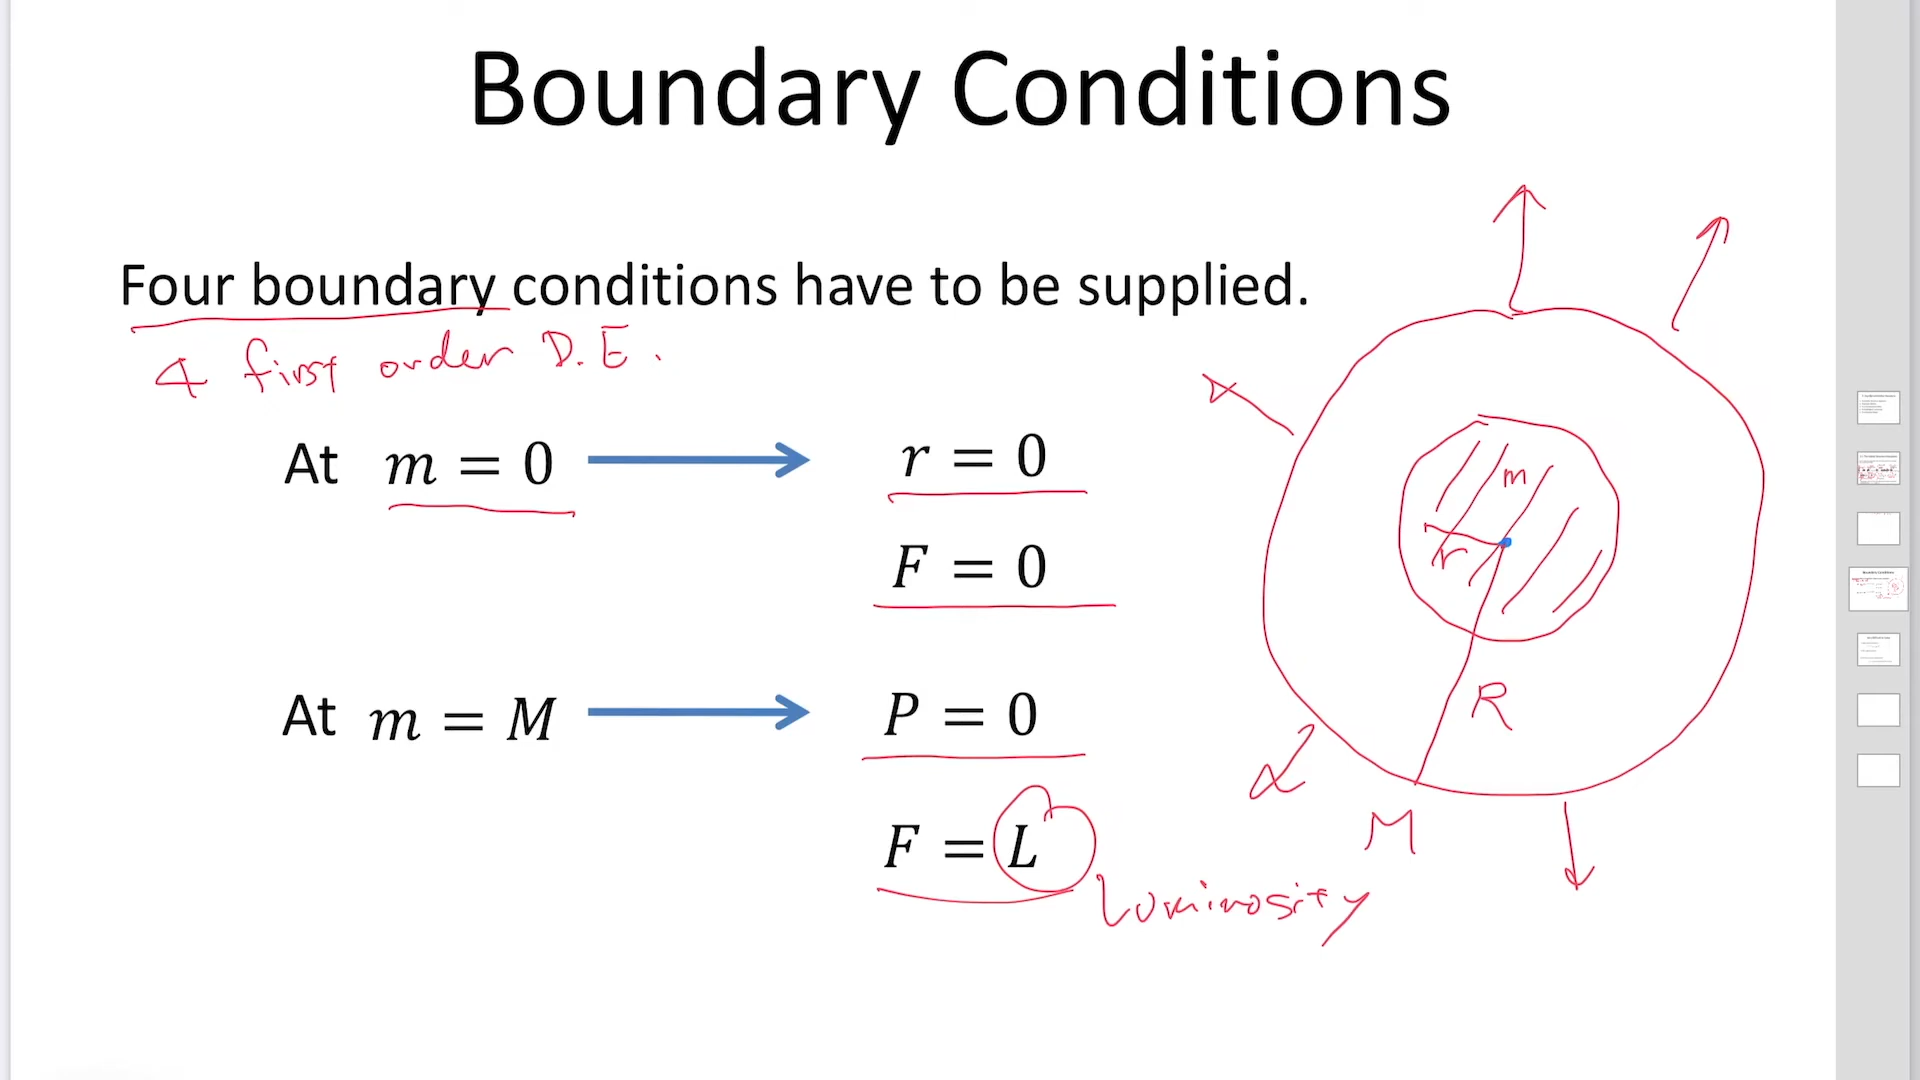 Boundary Conditions
Four boundary conditions have to be supplied.
4 first order D.E.
At m = 0 r = 0
F = 0
At m = M P = 0
F = L
Luminosity
m
r
R
M